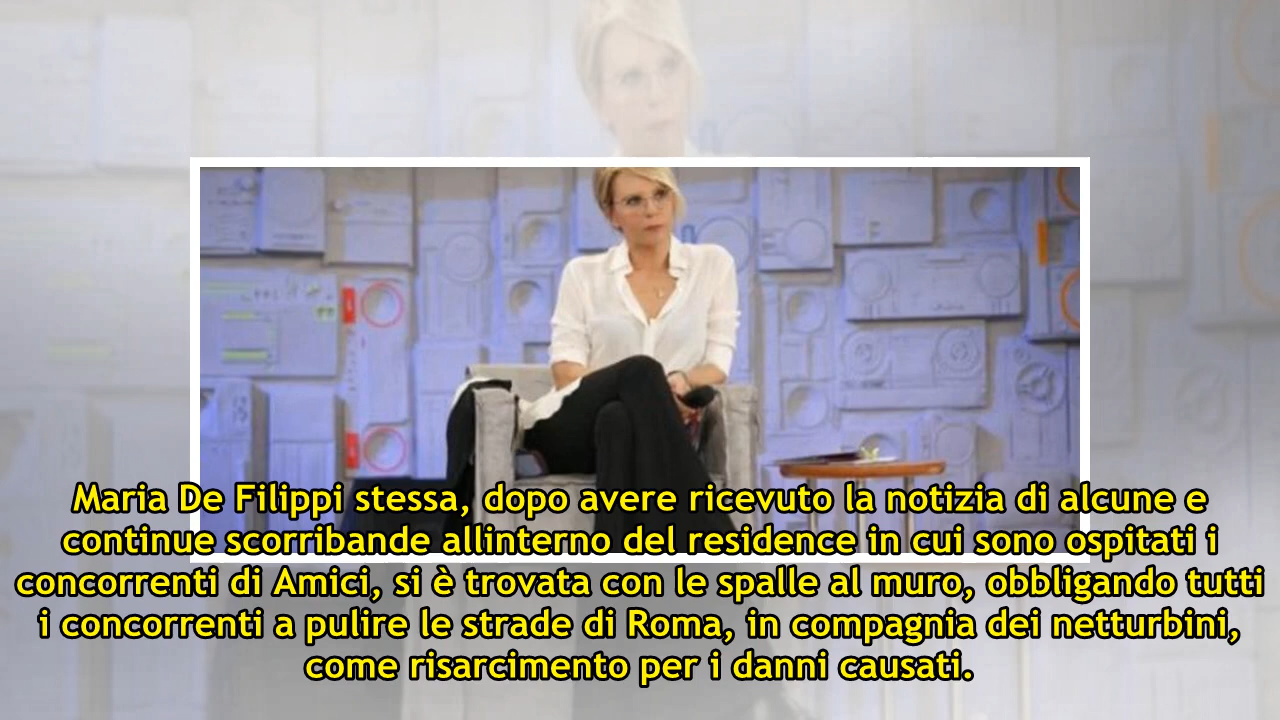 Maria De Filippi stessa, dopo avere ricevuto la notizia di alcune e
continue scorribande allinterno del residence in cui sono ospitati i
concorrenti di Amici, si è trovata con le spalle al muro, obbligando tutti
i concorrenti a pulire le strade di Roma, in compagnia dei netturbini,
come risarcimento per i danni causati.